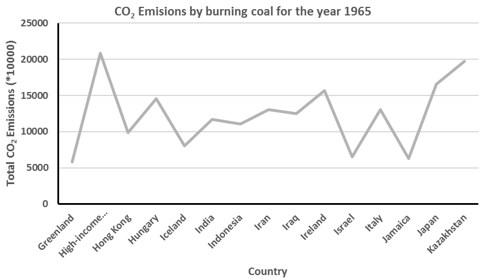 CO₂ Emisions by burning coal for the year 1965
Total CO₂ Emissions (*10000)
25000
20000
15000
10000
5000
0
Greenland
High-income...
Hong Kong
Hungary
Iceland
India
Indonesia
Iran
Iraq
Ireland
Israel
Italy
Jamaica
Japan
Kazakhstan
Country